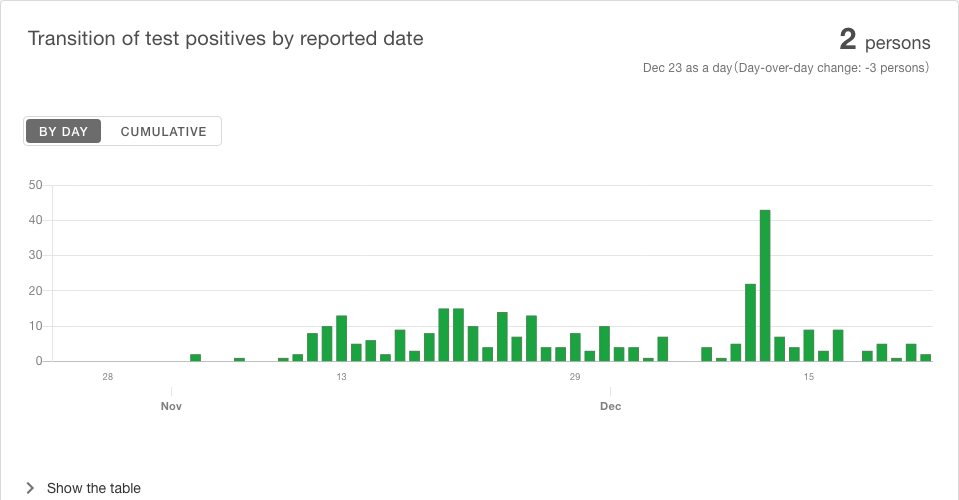 Transition of test positives by reported date
2 persons
Dec 23 as a day(Day-over-day change: -3 persons)
BY DAY
CUMULATIVE
50
40
30
20
10
0
28
13
29
15
Nov
Dec
Show the table